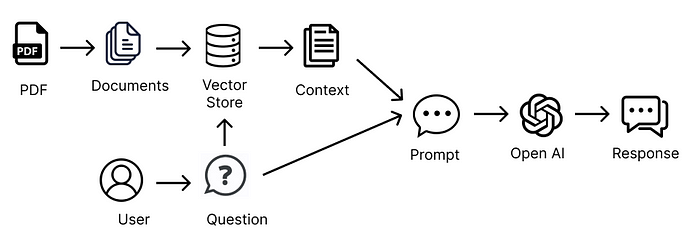 PDF
PDF
Documents
Vector
Store
Context
Prompt
Open AI
Response
?
User
Question